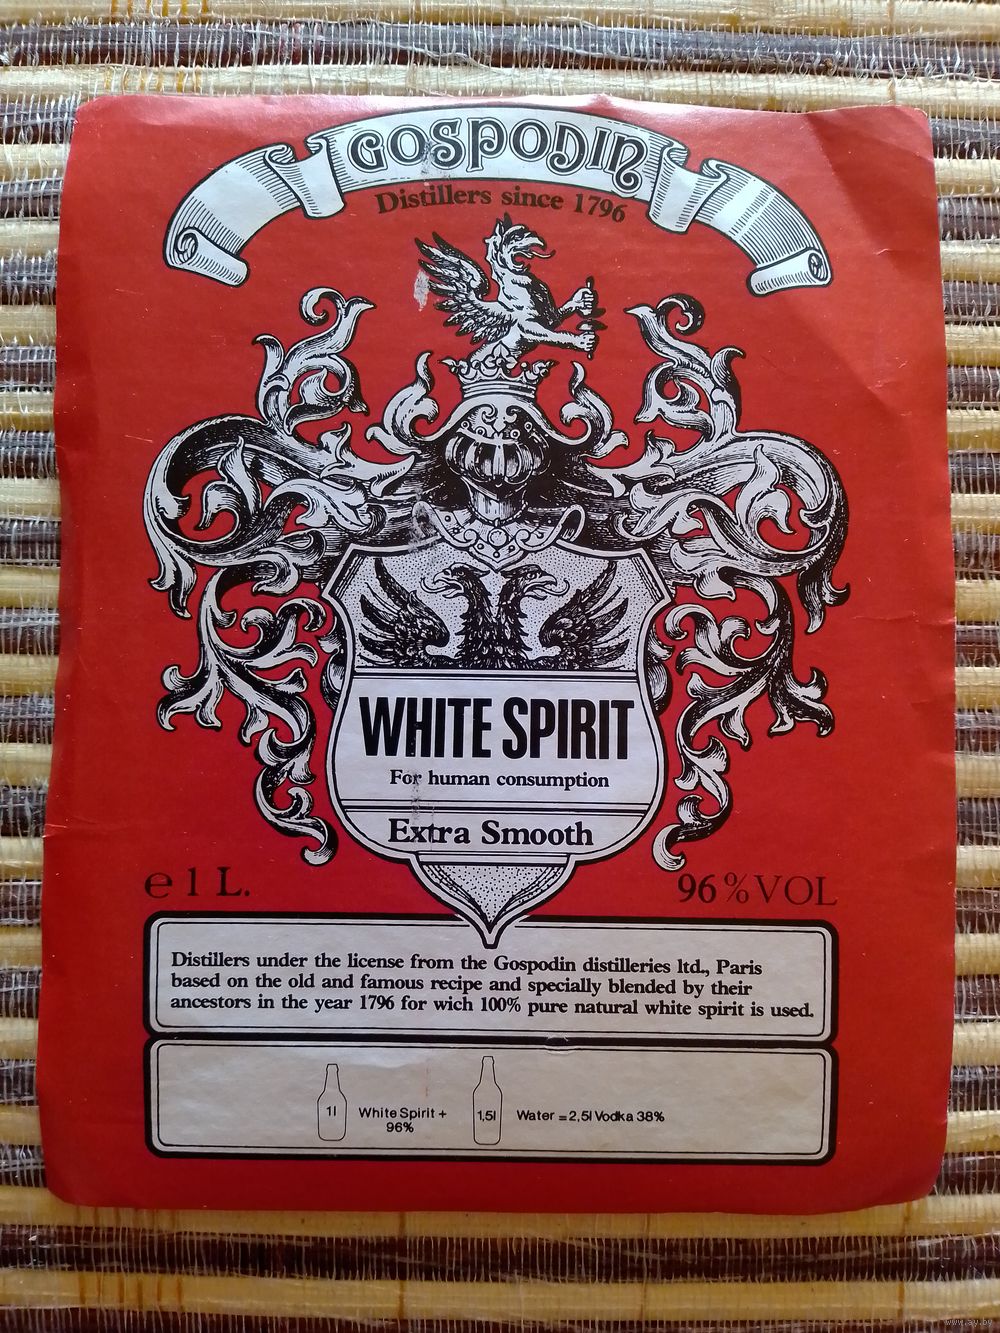 GOSPODIN
Distillers since 1796
WHITE SPIRIT
For human consumption
Extra Smooth
e 1 L.
96% VOL
Distillers under the license from the Gospodin distilleries ltd., Paris
based on the old and famous recipe and specially blended by their
ancestors in the year 1796 for wich 100% pure natural white spirit is used.
1l White Spirit + 1,5l Water = 2,5l Vodka 38%
96%
www.ay.by